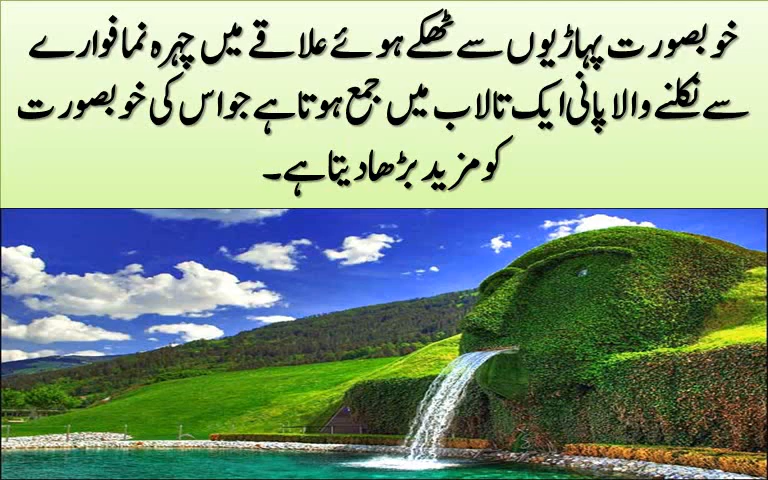 خوبصورت پہاڑیوں سے ٹھکے ہوئے علاقے میں چہرہ نما فوارے
سے نکلنے والا پانی ایک تالاب میں جمع ہوتا ہے جو اس کی خوبصورت
کو مزید بڑھا دیتا ہے۔